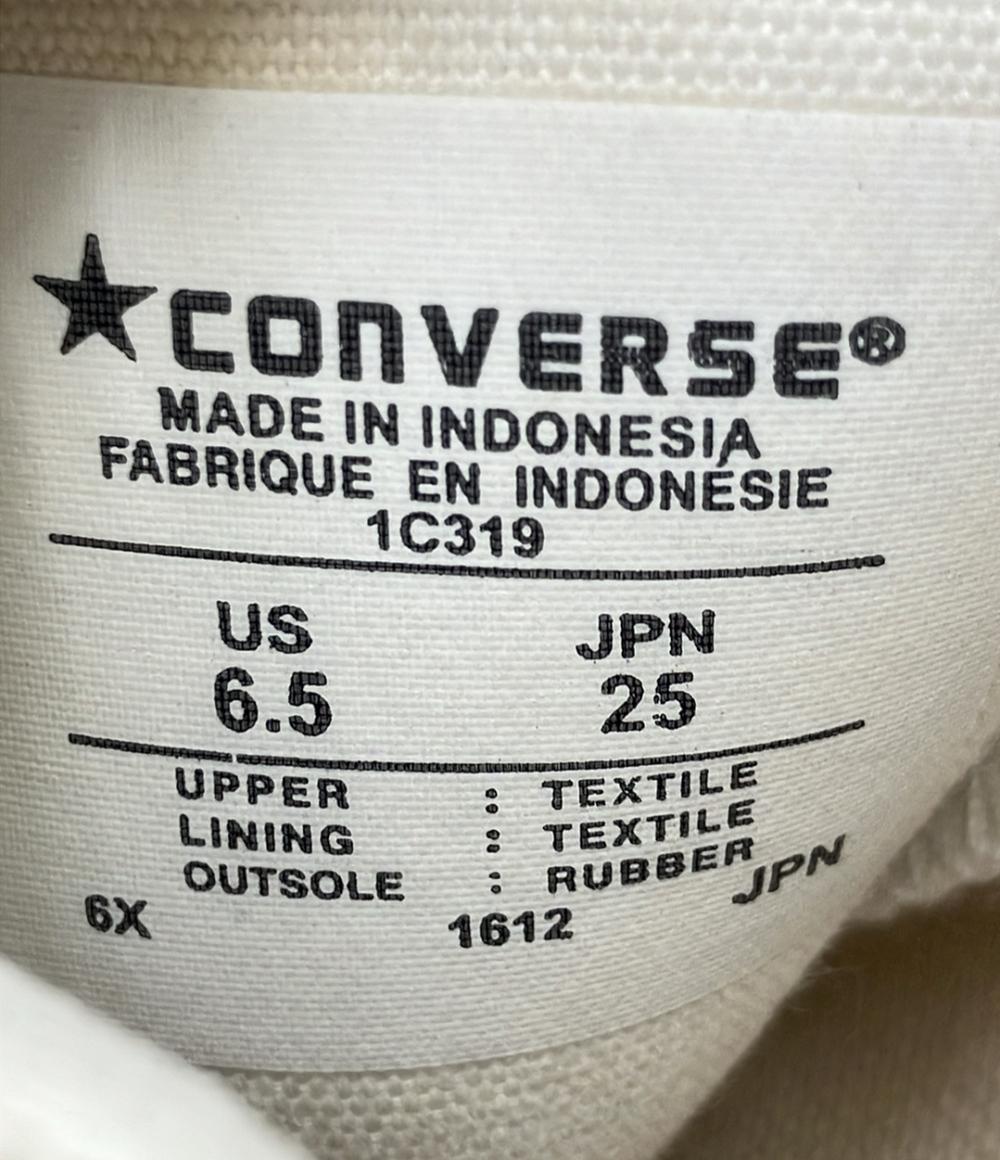 ★CONVERSE®
MADE IN INDONESIA
FABRIQUE EN INDONÉSIE
1C319
US JPN
6.5 25
UPPER : TEXTILE
LINING : TEXTILE
OUTSOLE : RUBBER
6X 1612 JPN